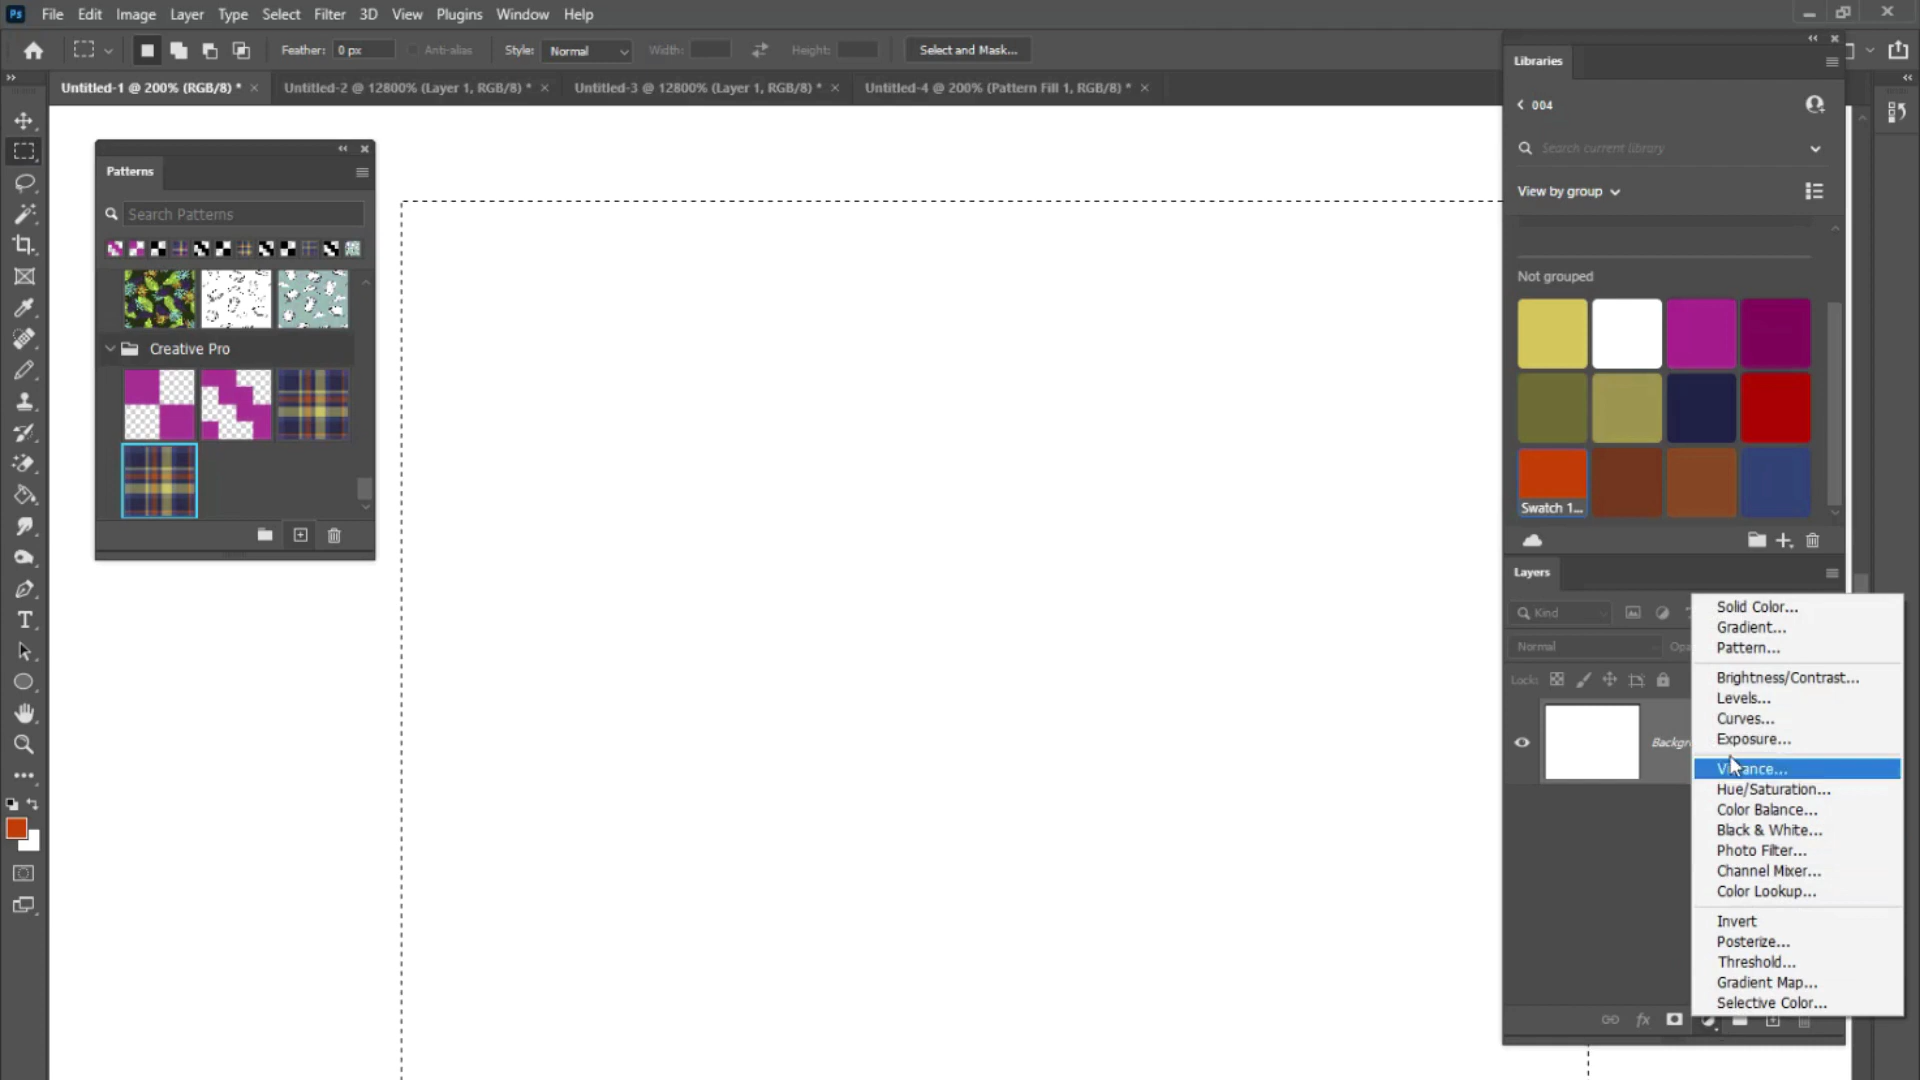 Ps File Edit Image Layer Type Select Filter 3D View Plugins Window Help
Feather: 0 px Anti-alias Style: Normal Width: Height: Select and Mask...
Untitled-1 @ 200% (RGB/8) * Untitled-2 @ 12800% (Layer 1, RGB/8) * Untitled-3 @ 12800% (Layer 1, RGB/8) * Untitled-4 @ 200% (Pattern Fill 1, RGB/8) *
Patterns
Search Patterns
Creative Pro
Libraries
004
Search current library
View by group
Not grouped
Swatch 1...
Layers
Kind
Normal
Lock:
Solid Color...
Gradient...
Pattern...
Brightness/Contrast...
Levels...
Curves...
Exposure...
Hue/Saturation...
Color Balance...
Black & White...
Photo Filter...
Channel Mixer...
Color Lookup...
Invert
Posterize...
Threshold...
Gradient Map...
Selective Color...
fx